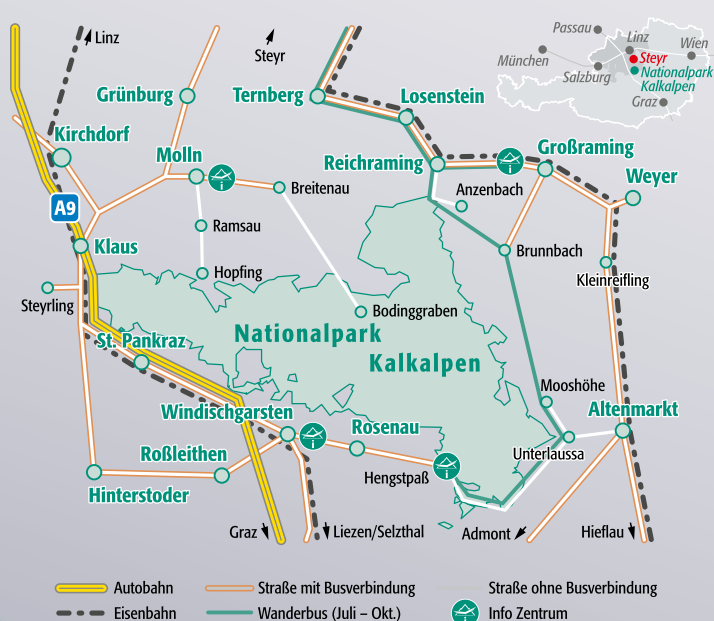 Linz
Steyr
Passau
Linz
Wien
München
Steyr
Salzburg
Nationalpark
Kalkalpen
Graz
Grünburg
Ternberg
Losenstein
Kirchdorf
Molln
Reichraming
Großraming
Weyer
Breitenau
Anzenbach
A9
Ramsau
Klaus
Brunnbach
Hopfing
Kleinreifling
Steyrling
Bodinggraben
St. Pankraz
Nationalpark
Kalkalpen
Mooshöhe
Windischgarsten
Rosenau
Altenmarkt
Roßleithen
Hengstpaß
Unterlaussa
Hinterstoder
Graz
Liezen/Selzthal
Admont
Hieflau
Autobahn
Straße mit Busverbindung
Straße ohne Busverbindung
Eisenbahn
Wanderbus (Juli – Okt.)
Info Zentrum